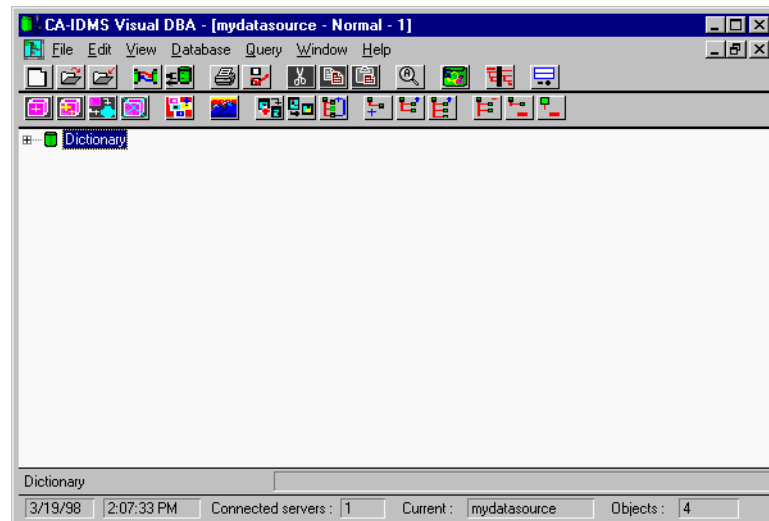 CA-IDMS Visual DBA - [mydatasource - Normal - 1]
File Edit View Database Query Window Help
Dictionary
Dictionary
3/19/98 2:07:33 PM Connected servers : 1 Current : mydatasource Objects : 4